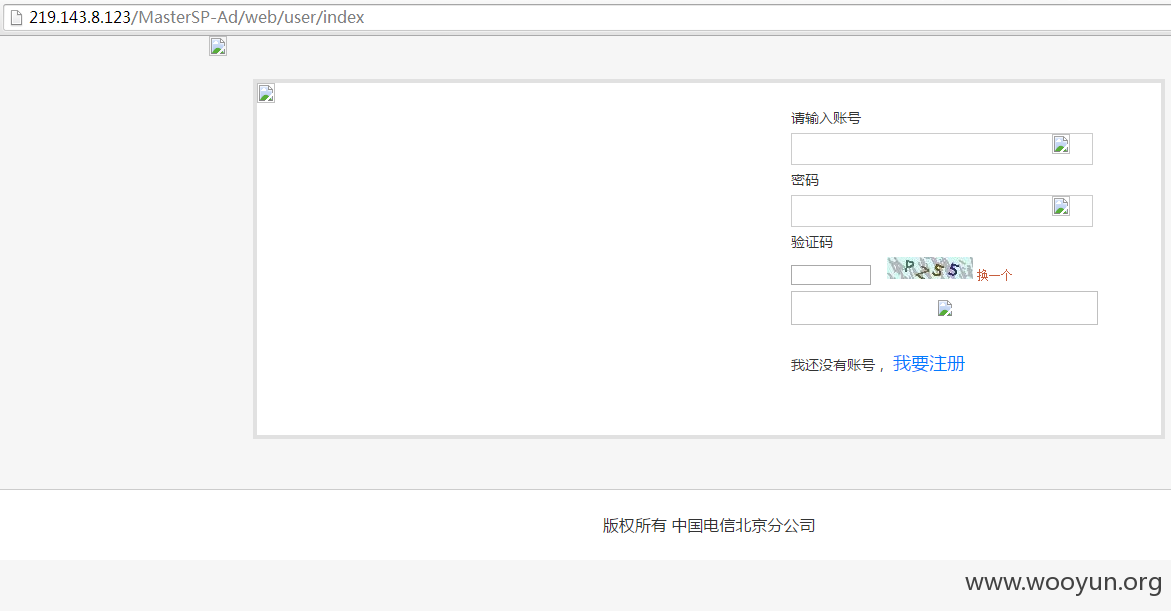 219.143.8.123/MasterSP-Ad/web/user/index
请输入账号
密码
验证码
P255 换一个
我还没有账号， 我要注册
版权所有 中国电信北京分公司
www.wooyun.org